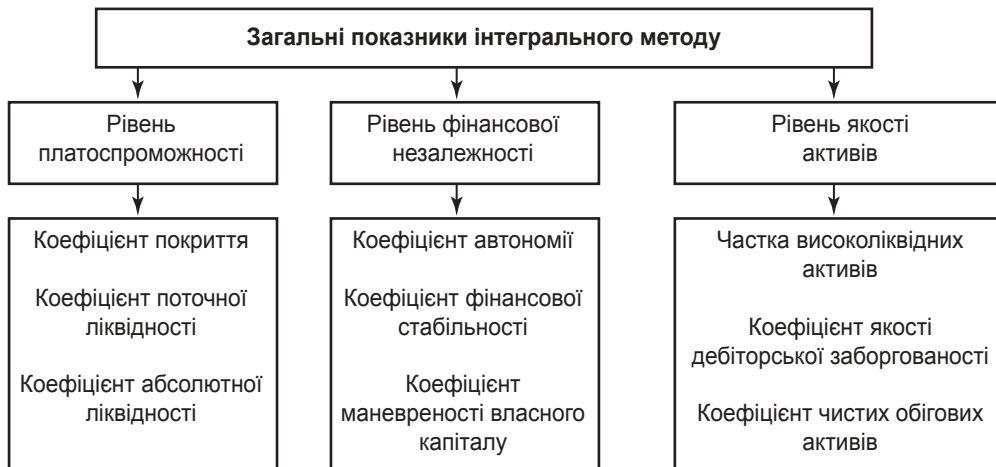 Загальні показники інтегрального методу
Рівень
платоспроможності
Рівень фінансової
незалежності
Рівень якості
активів
Коефіцієнт покриття
Коефіцієнт поточної
ліквідності
Коефіцієнт абсолютної
ліквідності
Коефіцієнт автономії
Коефіцієнт фінансової
стабільності
Коефіцієнт
маневреності власного
капіталу
Частка високоліквідних
активів
Коефіцієнт якості
дебіторської заборгованості
Коефіцієнт чистих обігових
активів